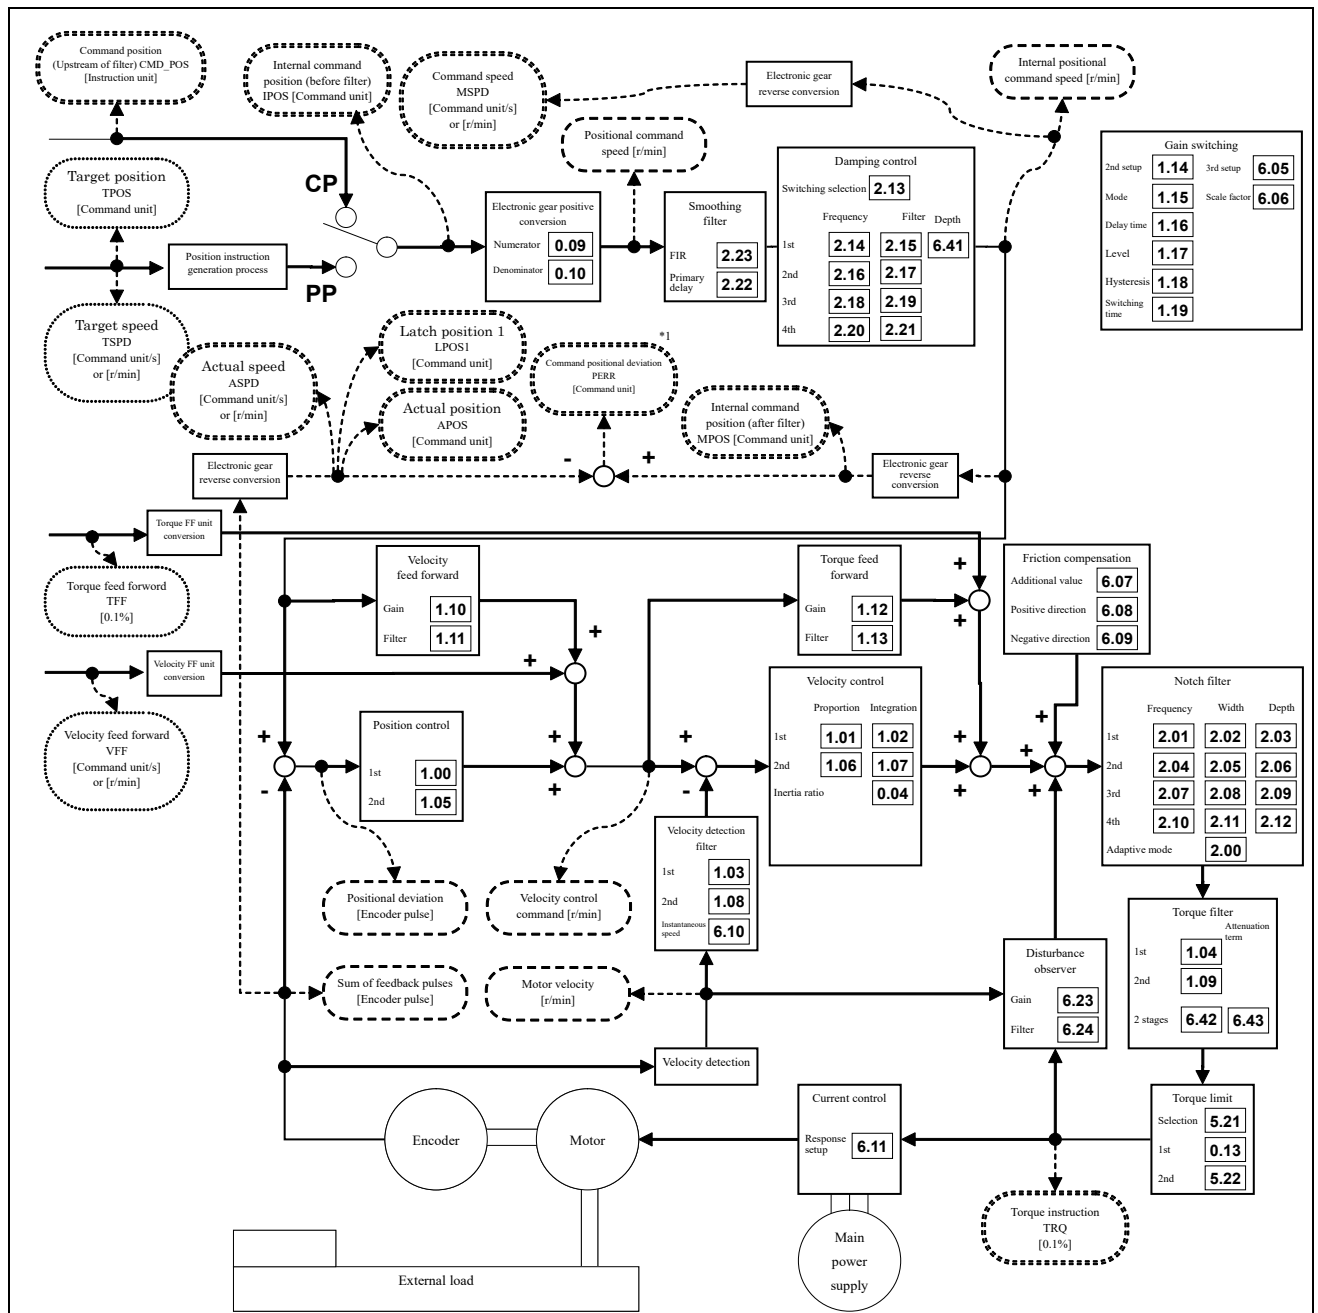 Command position
(Upstream of filter) CMD_POS
[Instruction unit]
Internal command
position (before filter)
IPOS [Command unit]
Command speed
MSPD
[Command unit/s]
or [r/min]
Electronic gear
reverse conversion
Internal positional
command speed [r/min]
Positional command
speed [r/min]
Target position
TPOS
[Command unit]
CP
Position instruction
generation process
PP
Target speed
TSPD
[Command unit/s]
or [r/min]
Electronic gear positive
conversion
Numerator 0.09
Denominator 0.10
Smoothing
filter
FIR 2.23
Primary
delay 2.22
Damping control
Switching selection 2.13
Frequency Filter Depth
1st 2.14 2.15 6.41
2nd 2.16 2.17
3rd 2.18 2.19
4th 2.20 2.21
Gain switching
2nd setup 1.14 3rd setup 6.05
Mode 1.15 Scale factor 6.06
Delay time 1.16
Level 1.17
Hysteresis 1.18
Switching
time 1.19
Actual speed
ASPD
[Command unit/s]
or [r/min]
Latch position 1
LPOS1
[Command unit]
Actual position
APOS
[Command unit]
*1
Command positional deviation
PERR
[Command unit]
Internal command
position (after filter)
MPOS [Command unit]
Electronic gear
reverse conversion
- +
Electronic gear
reverse
conversion
Torque FF unit
conversion
Torque feed forword
TFF
[0.1%]
Velocity
feed forward
Gain 1.10
Filter 1.11
+
+
Torque feed
forward
Gain 1.12
Filter 1.13
+
+
Friction compensation
Additional value 6.07
Positive direction 6.08
Negative direction 6.09
Velocity FF unit
conversion
Velocity feed forward
VFF
[Command unit/s]
or [r/min]
+
-
Position control
1st 1.00
2nd 1.05
+
+
+
-
Velocity control
Proportion Integration
1st 1.01 1.02
2nd 1.06 1.07
Inertia ratio 0.04
+
+
+
+
+
Notch filter
Frequency Width Depth
1st 2.01 2.02 2.03
2nd 2.04 2.05 2.06
3rd 2.07 2.08 2.09
4th 2.10 2.11 2.12
Adaptive mode 2.00
Velocity detection
filter
1st 1.03
2nd 1.08
Instantaneous
speed 6.10
Positional deviation
[Encoder pulse]
Velocity control
command [r/min]
Torque filter
Attenuation
term
1st 1.04
2nd 1.09
2 stages 6.42 6.43
Disturbance
observer
Gain 6.23
Filter 6.24
Sum of feedback pulses
[Encoder pulse]
Motor velocity
[r/min]
Velocity detection
Encoder
Motor
Current control
Response
setup 6.11
Torque limit
Selection 5.21
1st 0.13
2nd 5.22
Torque instruction
TRQ
[0.1%]
Main
power
supply
External load